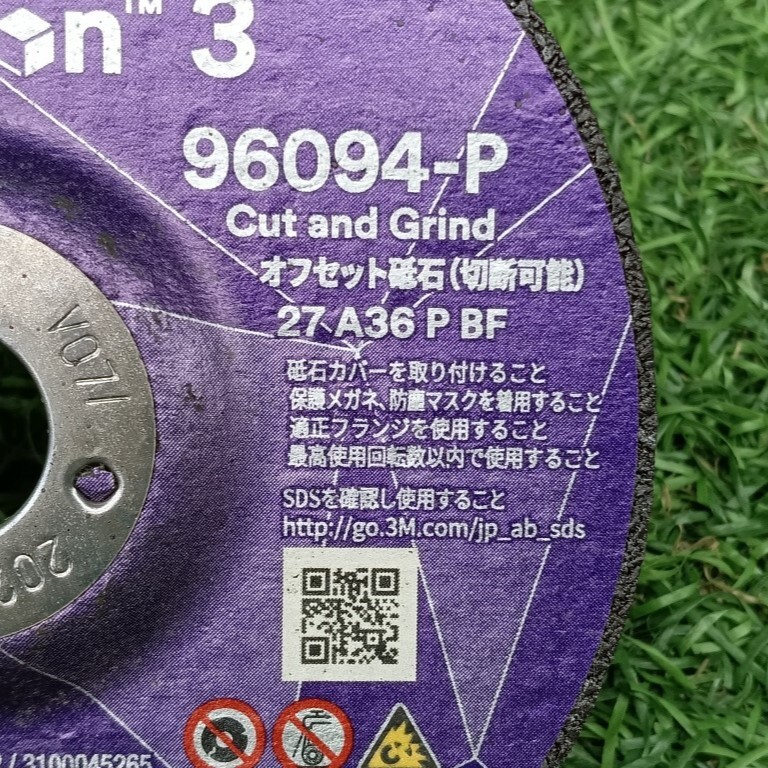 on™ 3
96094-P
Cut and Grind
オフセット砥石(切断可能)
27 A36 P BF
砥石カバーを取り付けること
保護メガネ、防塵マスクを着用すること
適正フランジを使用すること
最高使用回転数以内で使用すること
SDSを確認し使用すること
http://go.3M.com/jp_ab_sds
/ 3100045265
V07/
202